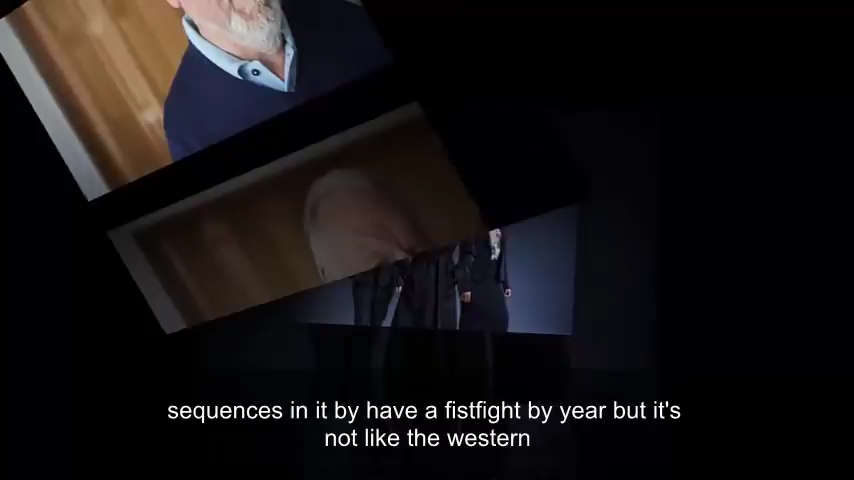 sequences in it by have a fistfight by year but it's
not like the western